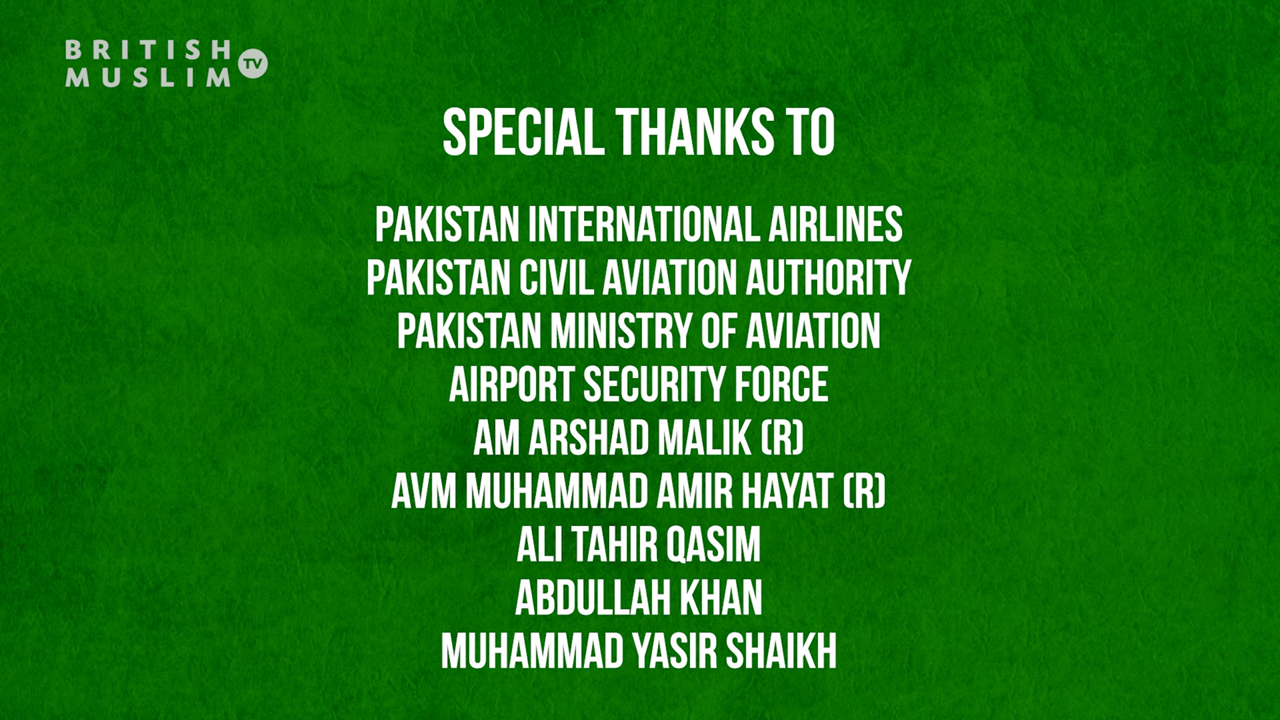 BRITISH
MUSLIM TV
SPECIAL THANKS TO
PAKISTAN INTERNATIONAL AIRLINES
PAKISTAN CIVIL AVIATION AUTHORITY
PAKISTAN MINISTRY OF AVIATION
AIRPORT SECURITY FORCE
AM ARSHAD MALIK (R)
AVM MUHAMMAD AMIR HAYAT (R)
ALI TAHIR QASIM
ABDULLAH KHAN
MUHAMMAD YASIR SHAIKH